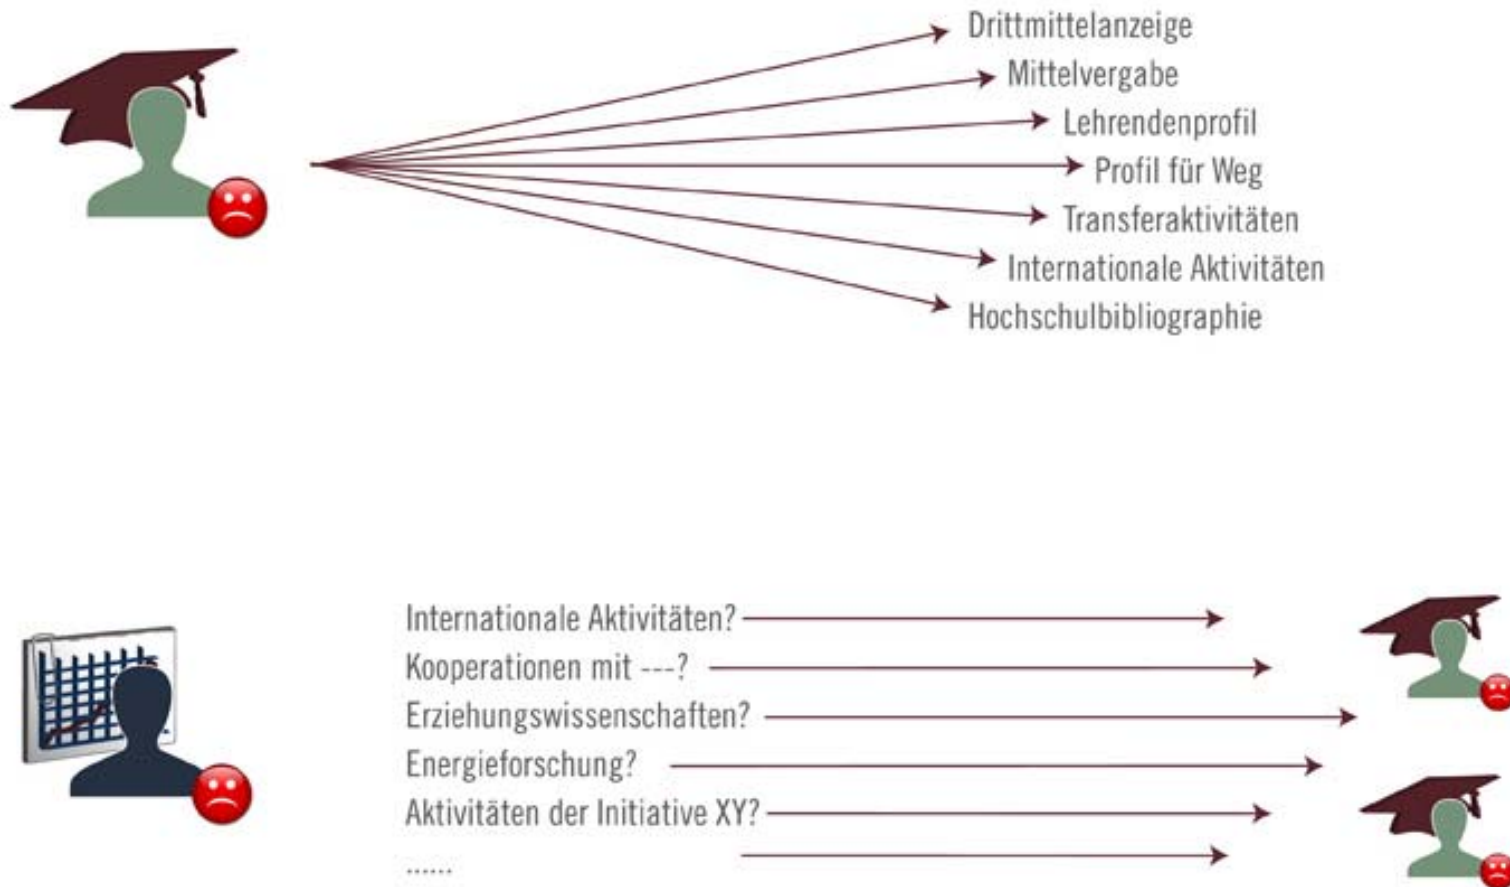 Drittmittelanzeige
Mittelvergabe
Lehrendenprofil
Profil für Weg
Transferaktivitäten
Internationale Aktivitäten
Hochschulbibliographie
Internationale Aktivitäten?
Kooperationen mit ---?
Erziehungswissenschaften?
Energieforschung?
Aktivitäten der Initiative XY?
......